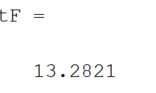 tF =
13.2821